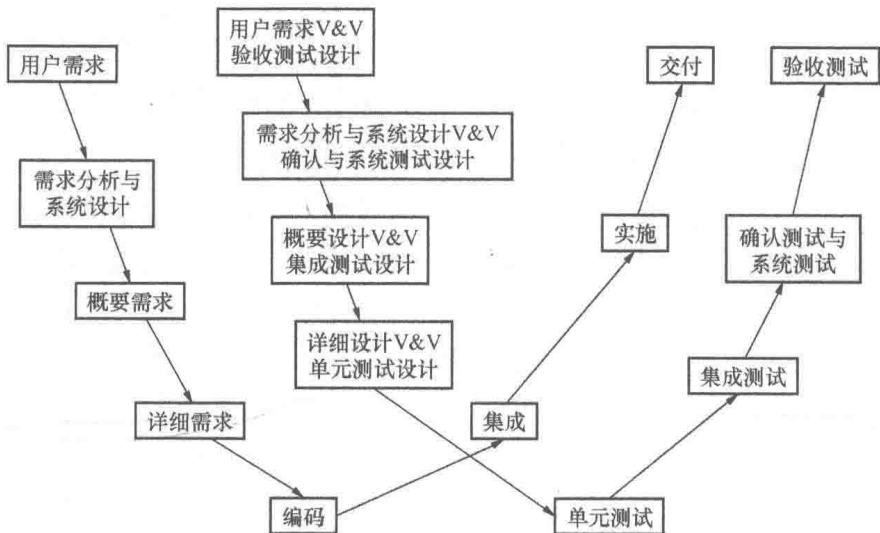 用户需求V&V
验收测试设计
用户需求
交付
验收测试
需求分析与系统设计V&V
确认与系统测试设计
需求分析与
系统设计
概要设计V&V
集成测试设计
实施
确认测试与
系统测试
概要需求
详细设计V&V
单元测试设计
集成测试
详细需求
集成
编码
单元测试